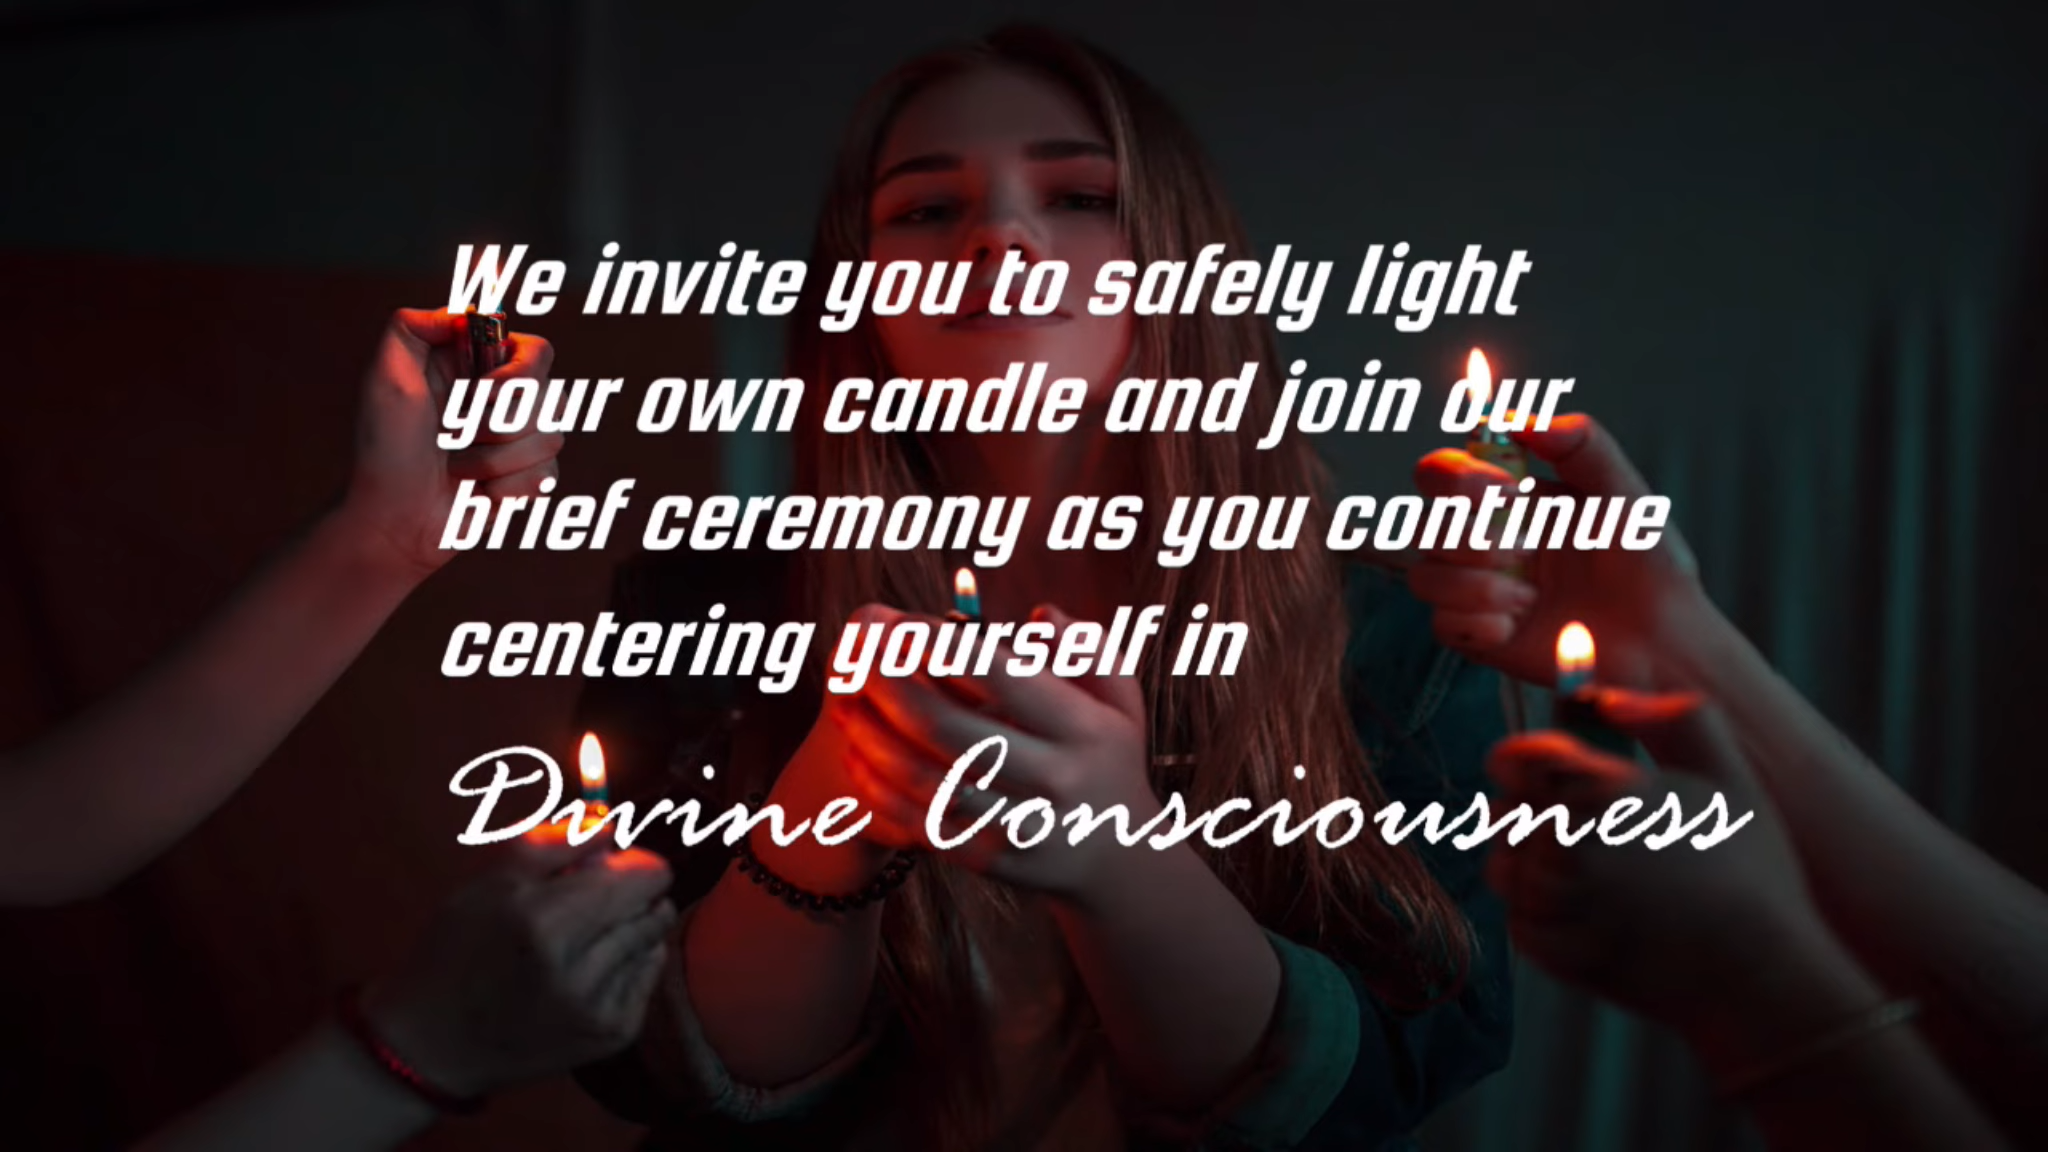 We invite you to safely light
your own candle and join our
brief ceremony as you continue
centering yourself in
Divine Consciousness